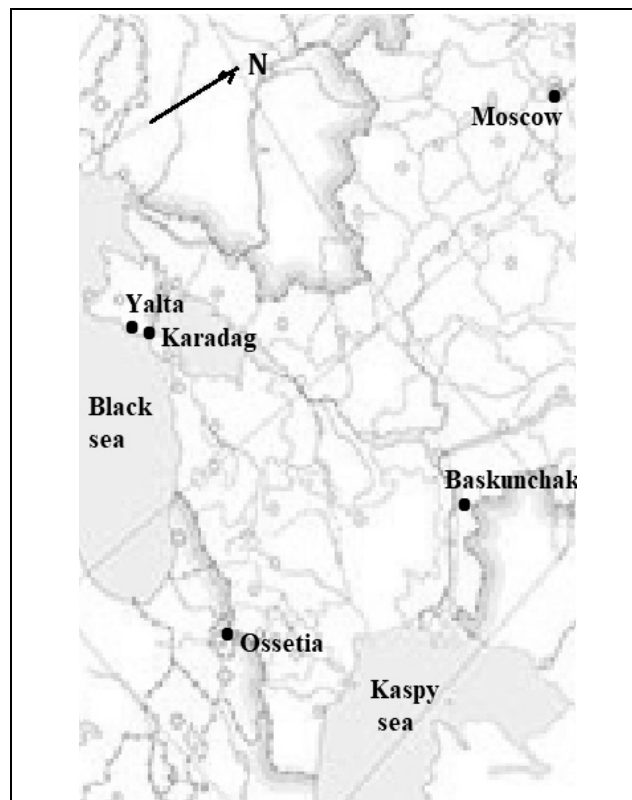 N
Moscow
Yalta
Karadag
Black
sea
Baskunchak
Ossetia
Kaspy
sea